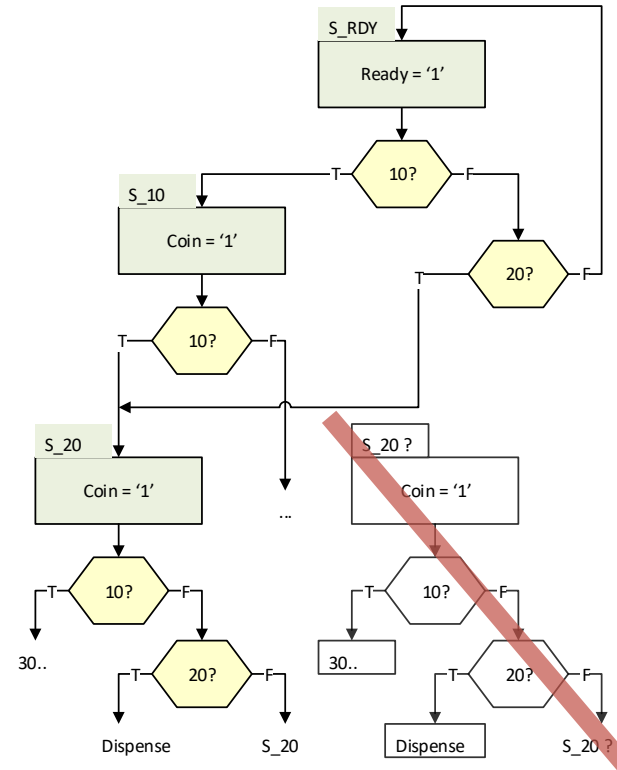 S_RDY
Ready = ‘1’
10?
T
F
S_10
Coin = ‘1’
20?
T
F
10?
T
F
S_20
Coin = ‘1’
...
S_20 ?
Coin = ‘1’
10?
T
F
10?
T
F
30..
20?
T
F
30..
20?
T
F
Dispense
S_20
Dispense
S_20 ?